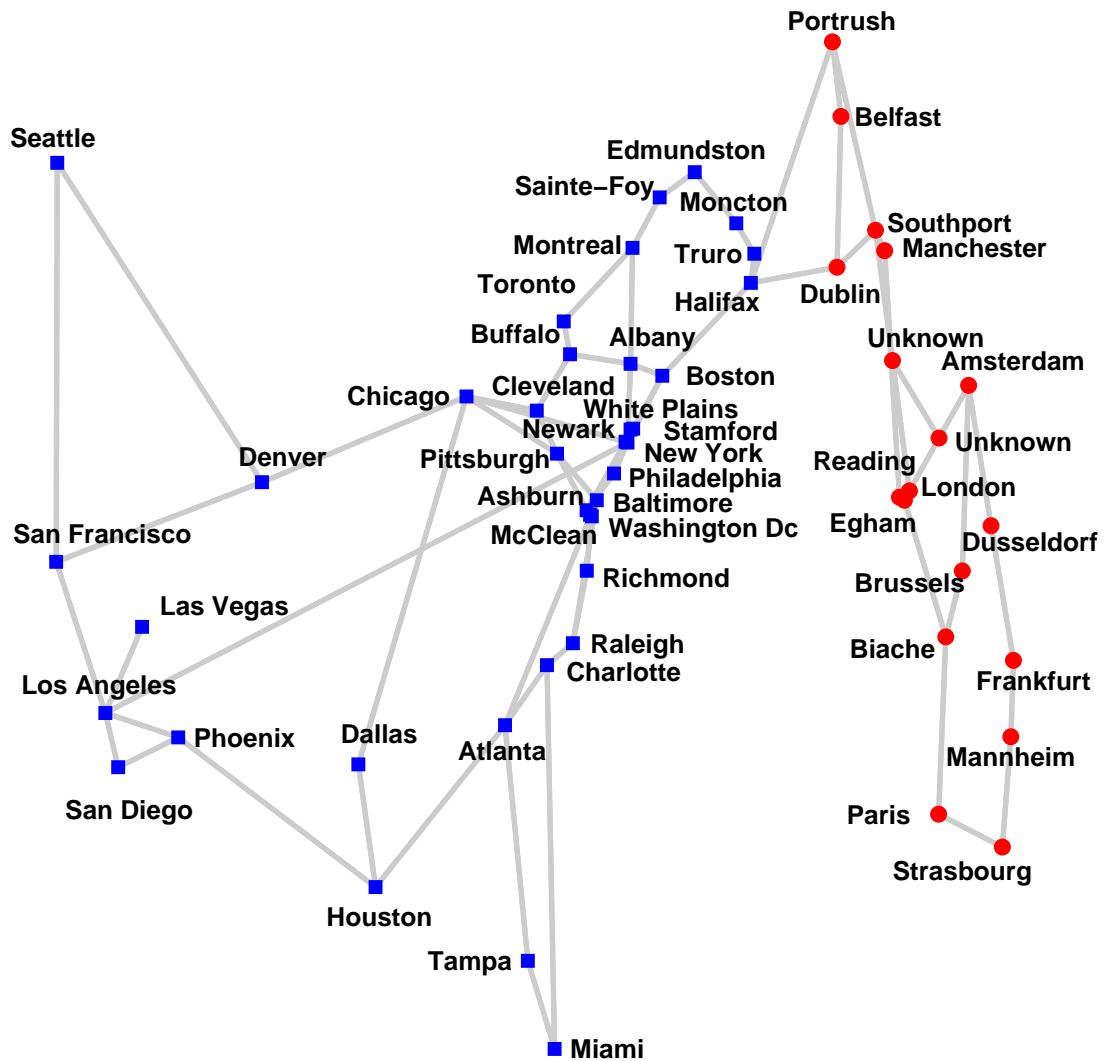 Portrush
Belfast
Seattle
Edmundston
Sainte−Foy
Moncton
Southport
Montreal
Manchester
Truro
Dublin
Halifax
Toronto
Buffalo
Albany
Unknown
Amsterdam
Boston
Cleveland
Chicago
White Plains
Newark
Stamford
Unknown
New York
Denver
Pittsburgh
Reading
Philadelphia
London
Ashburn
Baltimore
Egham
Washington Dc
McClean
San Francisco
Dusseldorf
Richmond
Brussels
Las Vegas
Raleigh
Biache
Charlotte
Los Angeles
Frankfurt
Phoenix
Dallas
Atlanta
Mannheim
San Diego
Paris
Strasbourg
Houston
Tampa
Miami